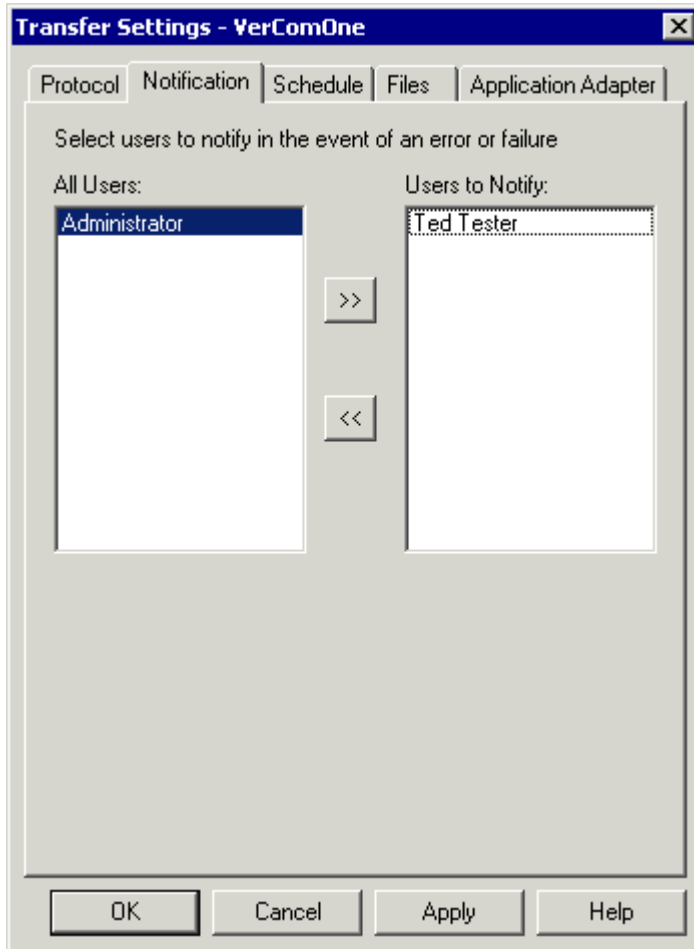 Transfer Settings - VerComOne
Protocol Notification Schedule Files Application Adapter
Select users to notify in the event of an error or failure
All Users: Users to Notify:
Administrator Ted Tester
>>
<<
OK Cancel Apply Help